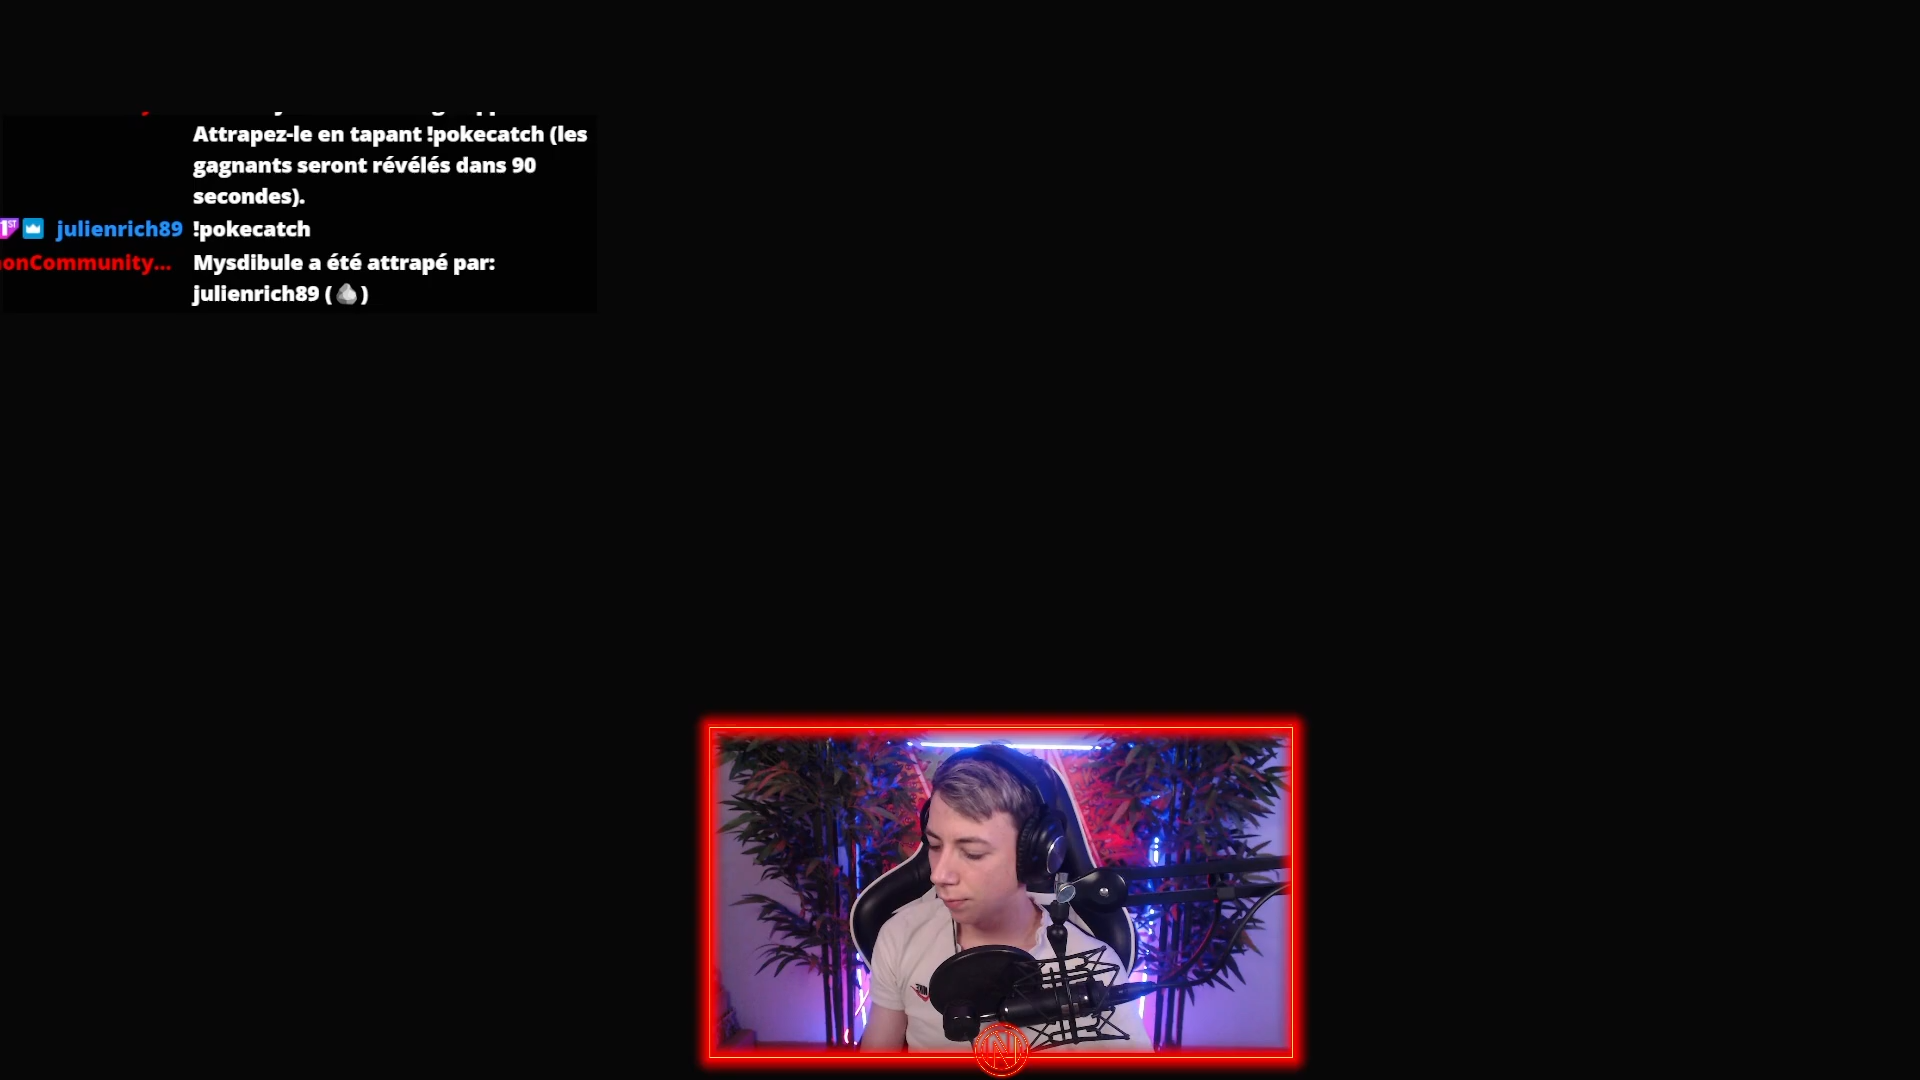 Attrapez-le en tapant !pokecatch (les
gagnants seront révélés dans 90
secondes).
1ST julienrich89 !pokecatch
onCommunity... Mysdibule a été attrapé par:
julienrich89 ( )